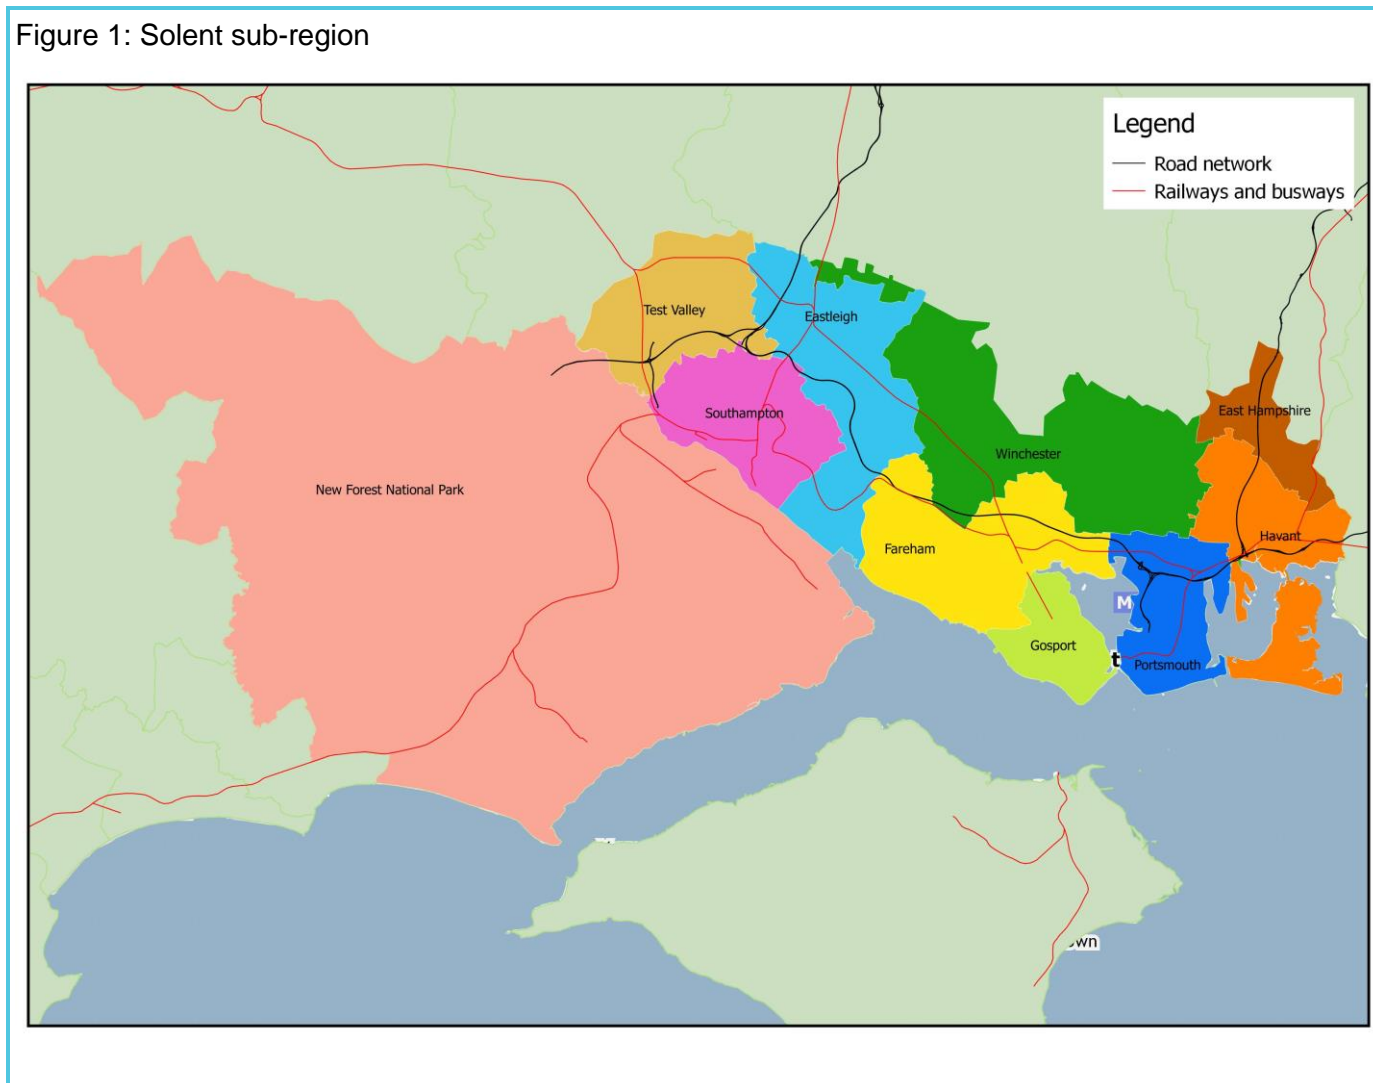 Figure 1: Solent sub-region
Legend
Road network
Railways and busways
Test Valley
Eastleigh
Southampton
East Hampshire
Winchester
New Forest National Park
Havant
Fareham
M
Gosport
t
Portsmouth